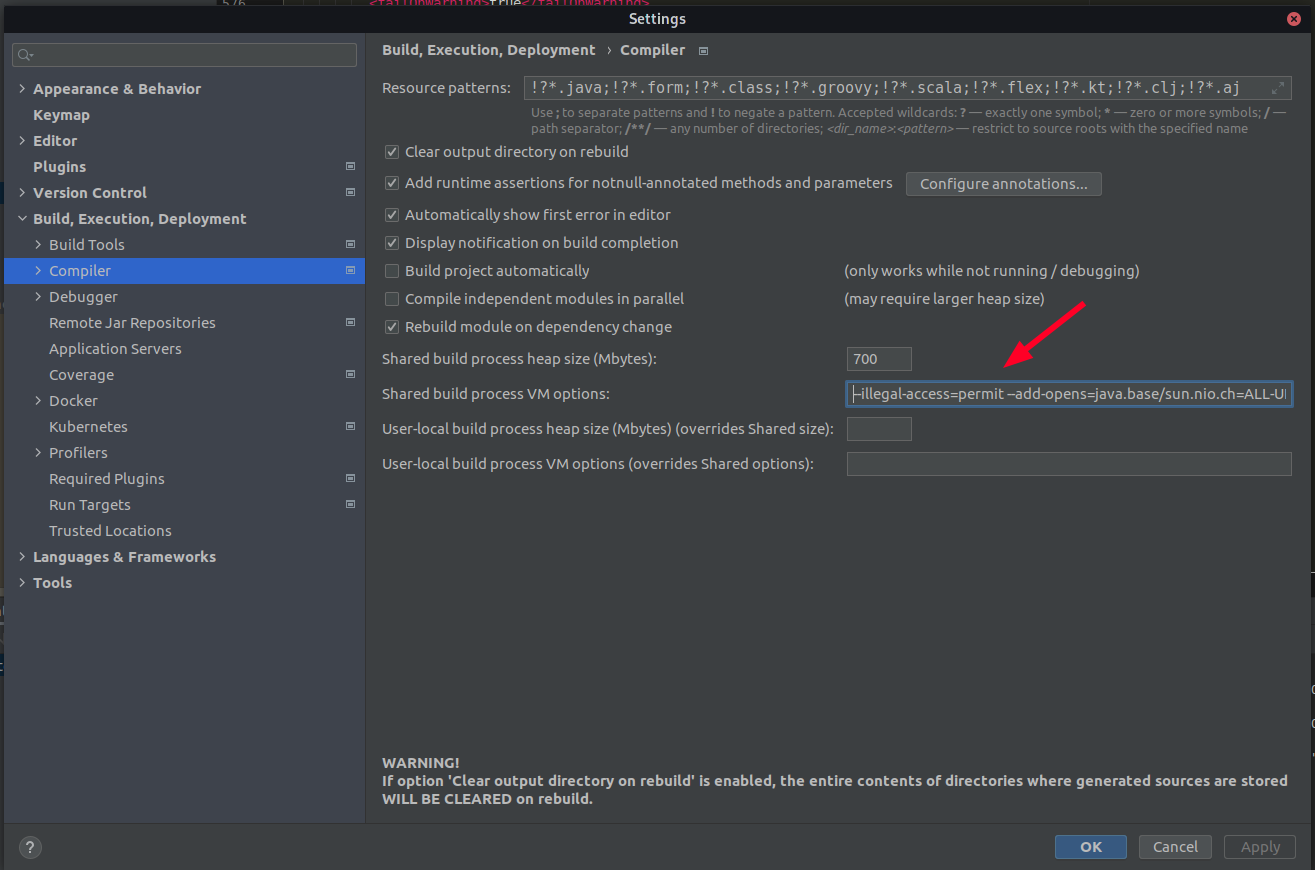 576 <failOnWarning>true</failOnWarning>
Settings
Build, Execution, Deployment › Compiler
Appearance & Behavior
Keymap
Editor
Plugins
Version Control
Build, Execution, Deployment
Build Tools
Compiler
Debugger
Remote Jar Repositories
Application Servers
Coverage
Docker
Kubernetes
Profilers
Required Plugins
Run Targets
Trusted Locations
Languages & Frameworks
Tools
Resource patterns: !?*.java;!?*.form;!?*.class;!?*.groovy;!?*.scala;!?*.flex;!?*.kt;!?*.clj;!?*.aj
Use ; to separate patterns and ! to negate a pattern. Accepted wildcards: ? — exactly one symbol; * — zero or more symbols; / —
path separator; /**/ — any number of directories; <dir_name>:<pattern> — restrict to source roots with the specified name
Clear output directory on rebuild
Add runtime assertions for notnull-annotated methods and parameters Configure annotations...
Automatically show first error in editor
Display notification on build completion
Build project automatically (only works while not running / debugging)
Compile independent modules in parallel (may require larger heap size)
Rebuild module on dependency change
Shared build process heap size (Mbytes): 700
Shared build process VM options: --illegal-access=permit --add-opens=java.base/sun.nio.ch=ALL-U
User-local build process heap size (Mbytes) (overrides Shared size):
User-local build process VM options (overrides Shared options):
WARNING!
If option 'Clear output directory on rebuild' is enabled, the entire contents of directories where generated sources are stored
WILL BE CLEARED on rebuild.
? OK Cancel Apply